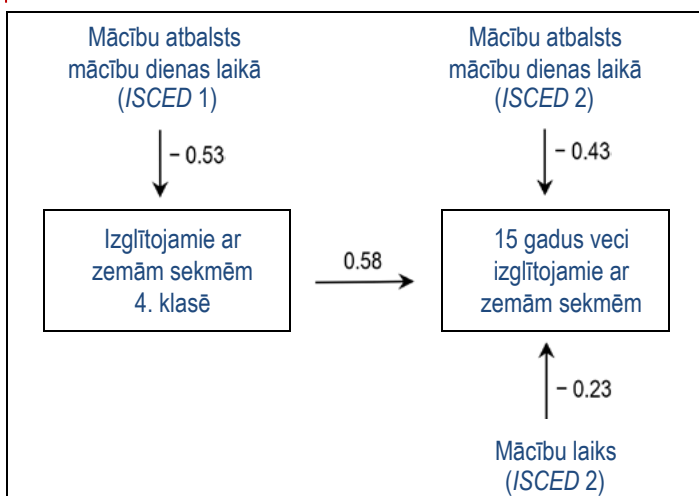 Mācību atbalsts
mācību dienas laikā
(ISCED 1)
Mācību atbalsts
mācību dienas laikā
(ISCED 2)
− 0.53
− 0.43
Izglītojamie ar
zemām sekmēm
4. klasē
0.58
15 gadus veci
izglītojamie ar
zemām sekmēm
− 0.23
Mācību laiks
(ISCED 2)